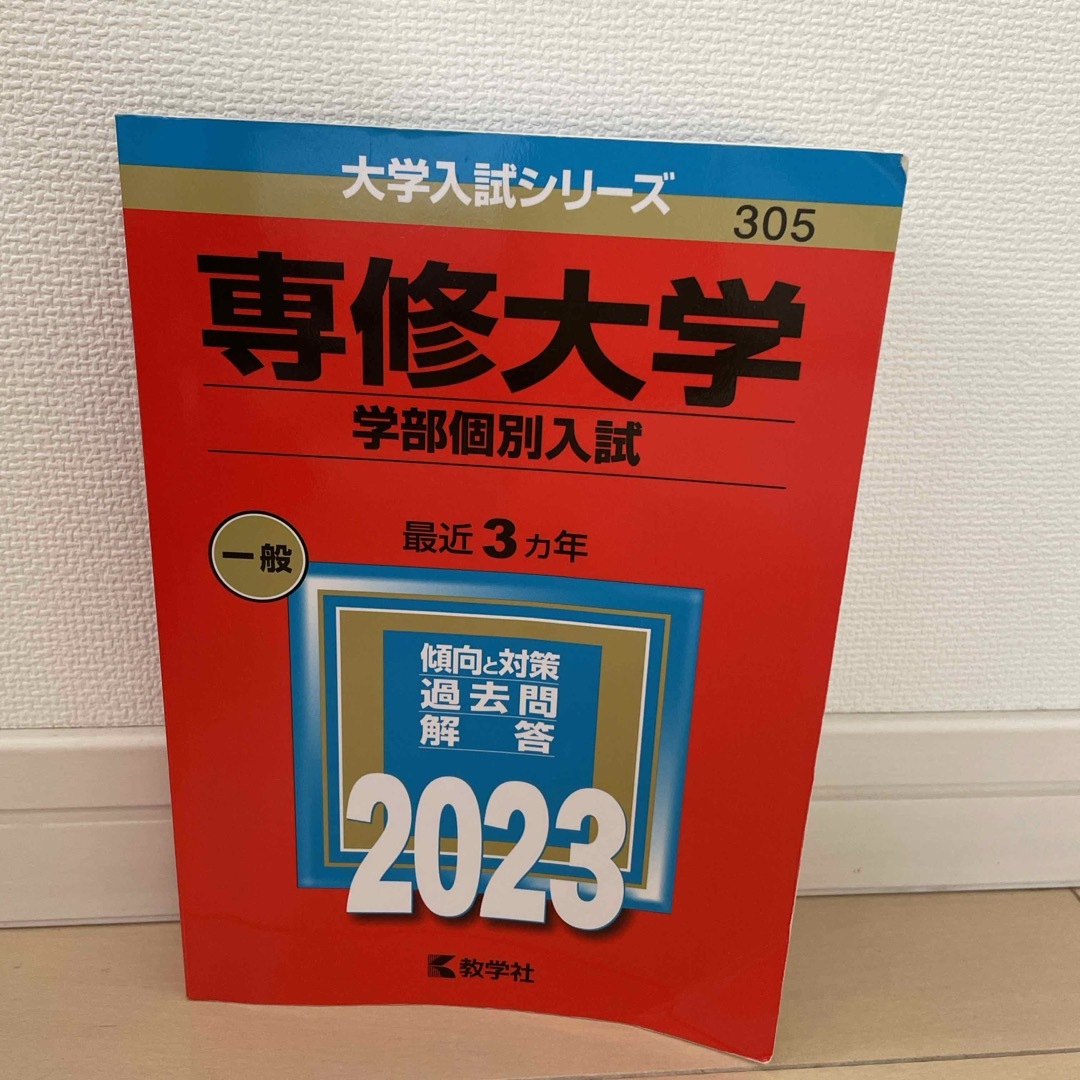 大学入試シリーズ
305
専修大学
学部個別入試
一般
最近3カ年
傾向と対策
過去問
解答
2023
教学社